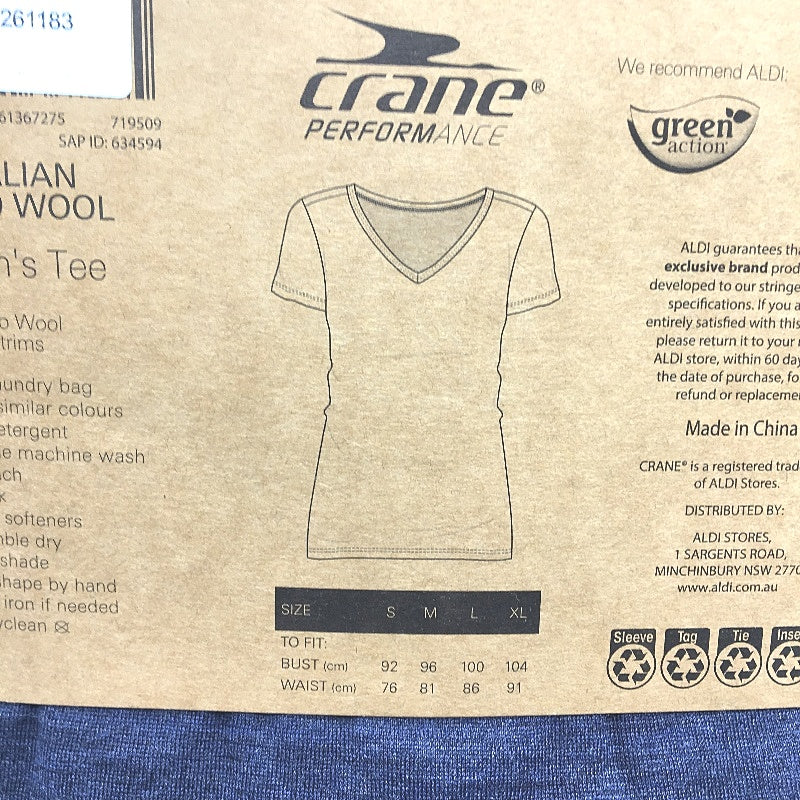 261183
61367275 719509
SAP ID: 634594
LIAN
WOOL
n's Tee
o Wool
trims
undry bag
similar colours
etergent
e machine wash
ch
softeners
ble dry
shade
shape by hand
iron if needed
yclean
crane®
PERFORMANCE
SIZE S M L XL
TO FIT:
BUST (cm) 92 96 100 104
WAIST (cm) 76 81 86 91
We recommend ALDI:
green
action
ALDI guarantees tha
exclusive brand prod
developed to our stringe
specifications. If you a
entirely satisfied with this
please return it to your
ALDI store, within 60 day
the date of purchase, fo
refund or replaceme
Made in China
CRANE® is a registered trad
of ALDI Stores.
DISTRIBUTED BY:
ALDI STORES,
1 SARGENTS ROAD,
MINCHINBURY NSW 2770
www.aldi.com.au
Sleeve Tag Tie Inse